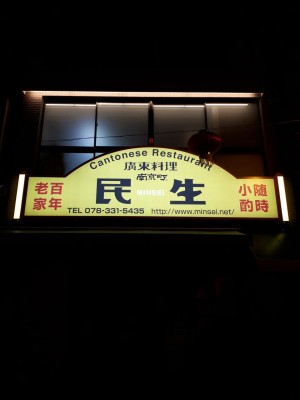 Cantonese Restaurant
廣東料理
南京町
民生
MINSEI
老百
家年
小随
酌時
TEL 078-331-5435 http://www.minsei.net/